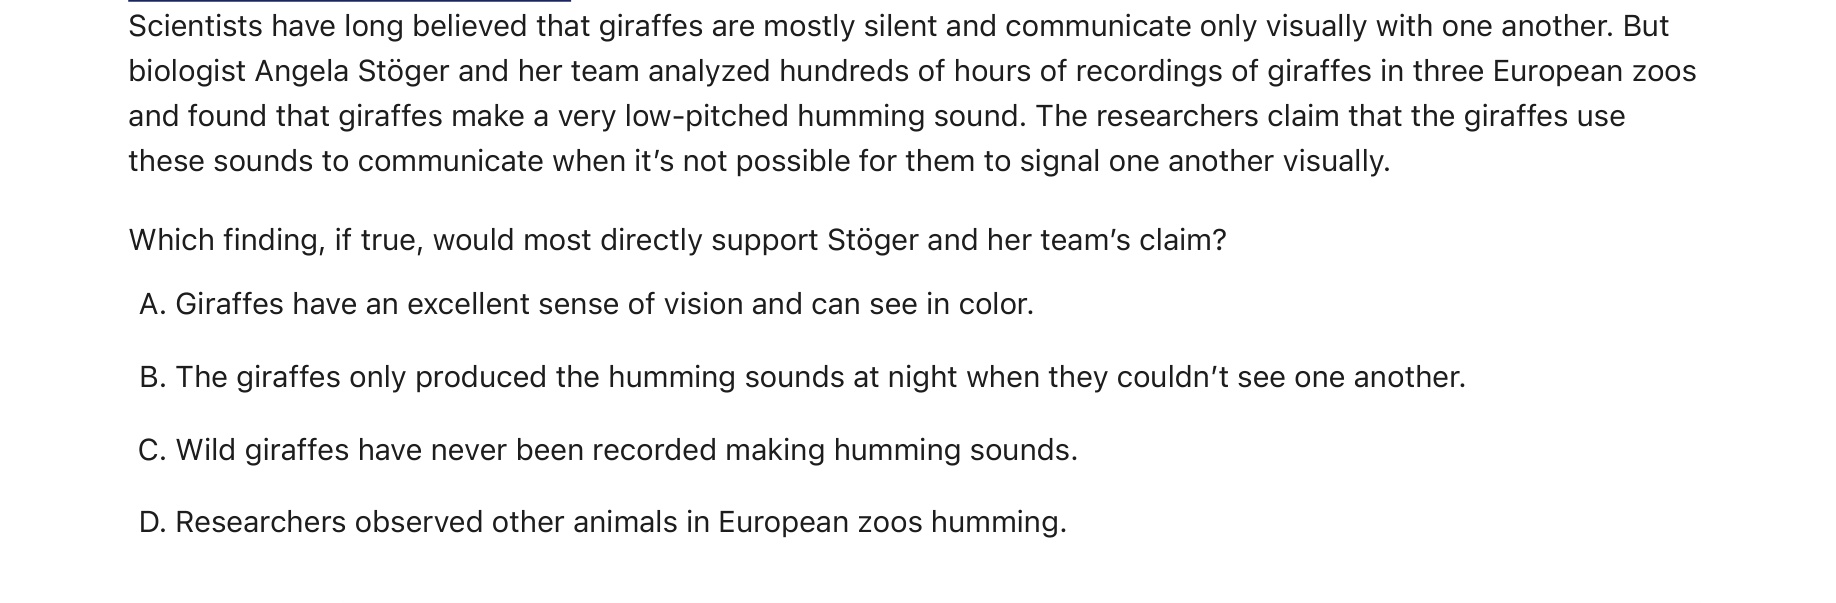 Scientists have long believed that giraffes are mostly silent and communicate only visually with one another. But
biologist Angela Stöger and her team analyzed hundreds of hours of recordings of giraffes in three European zoos
and found that giraffes make a very low-pitched humming sound. The researchers claim that the giraffes use
these sounds to communicate when it’s not possible for them to signal one another visually.
Which finding, if true, would most directly support Stöger and her team’s claim?
A. Giraffes have an excellent sense of vision and can see in color.
B. The giraffes only produced the humming sounds at night when they couldn’t see one another.
C. Wild giraffes have never been recorded making humming sounds.
D. Researchers observed other animals in European zoos humming.